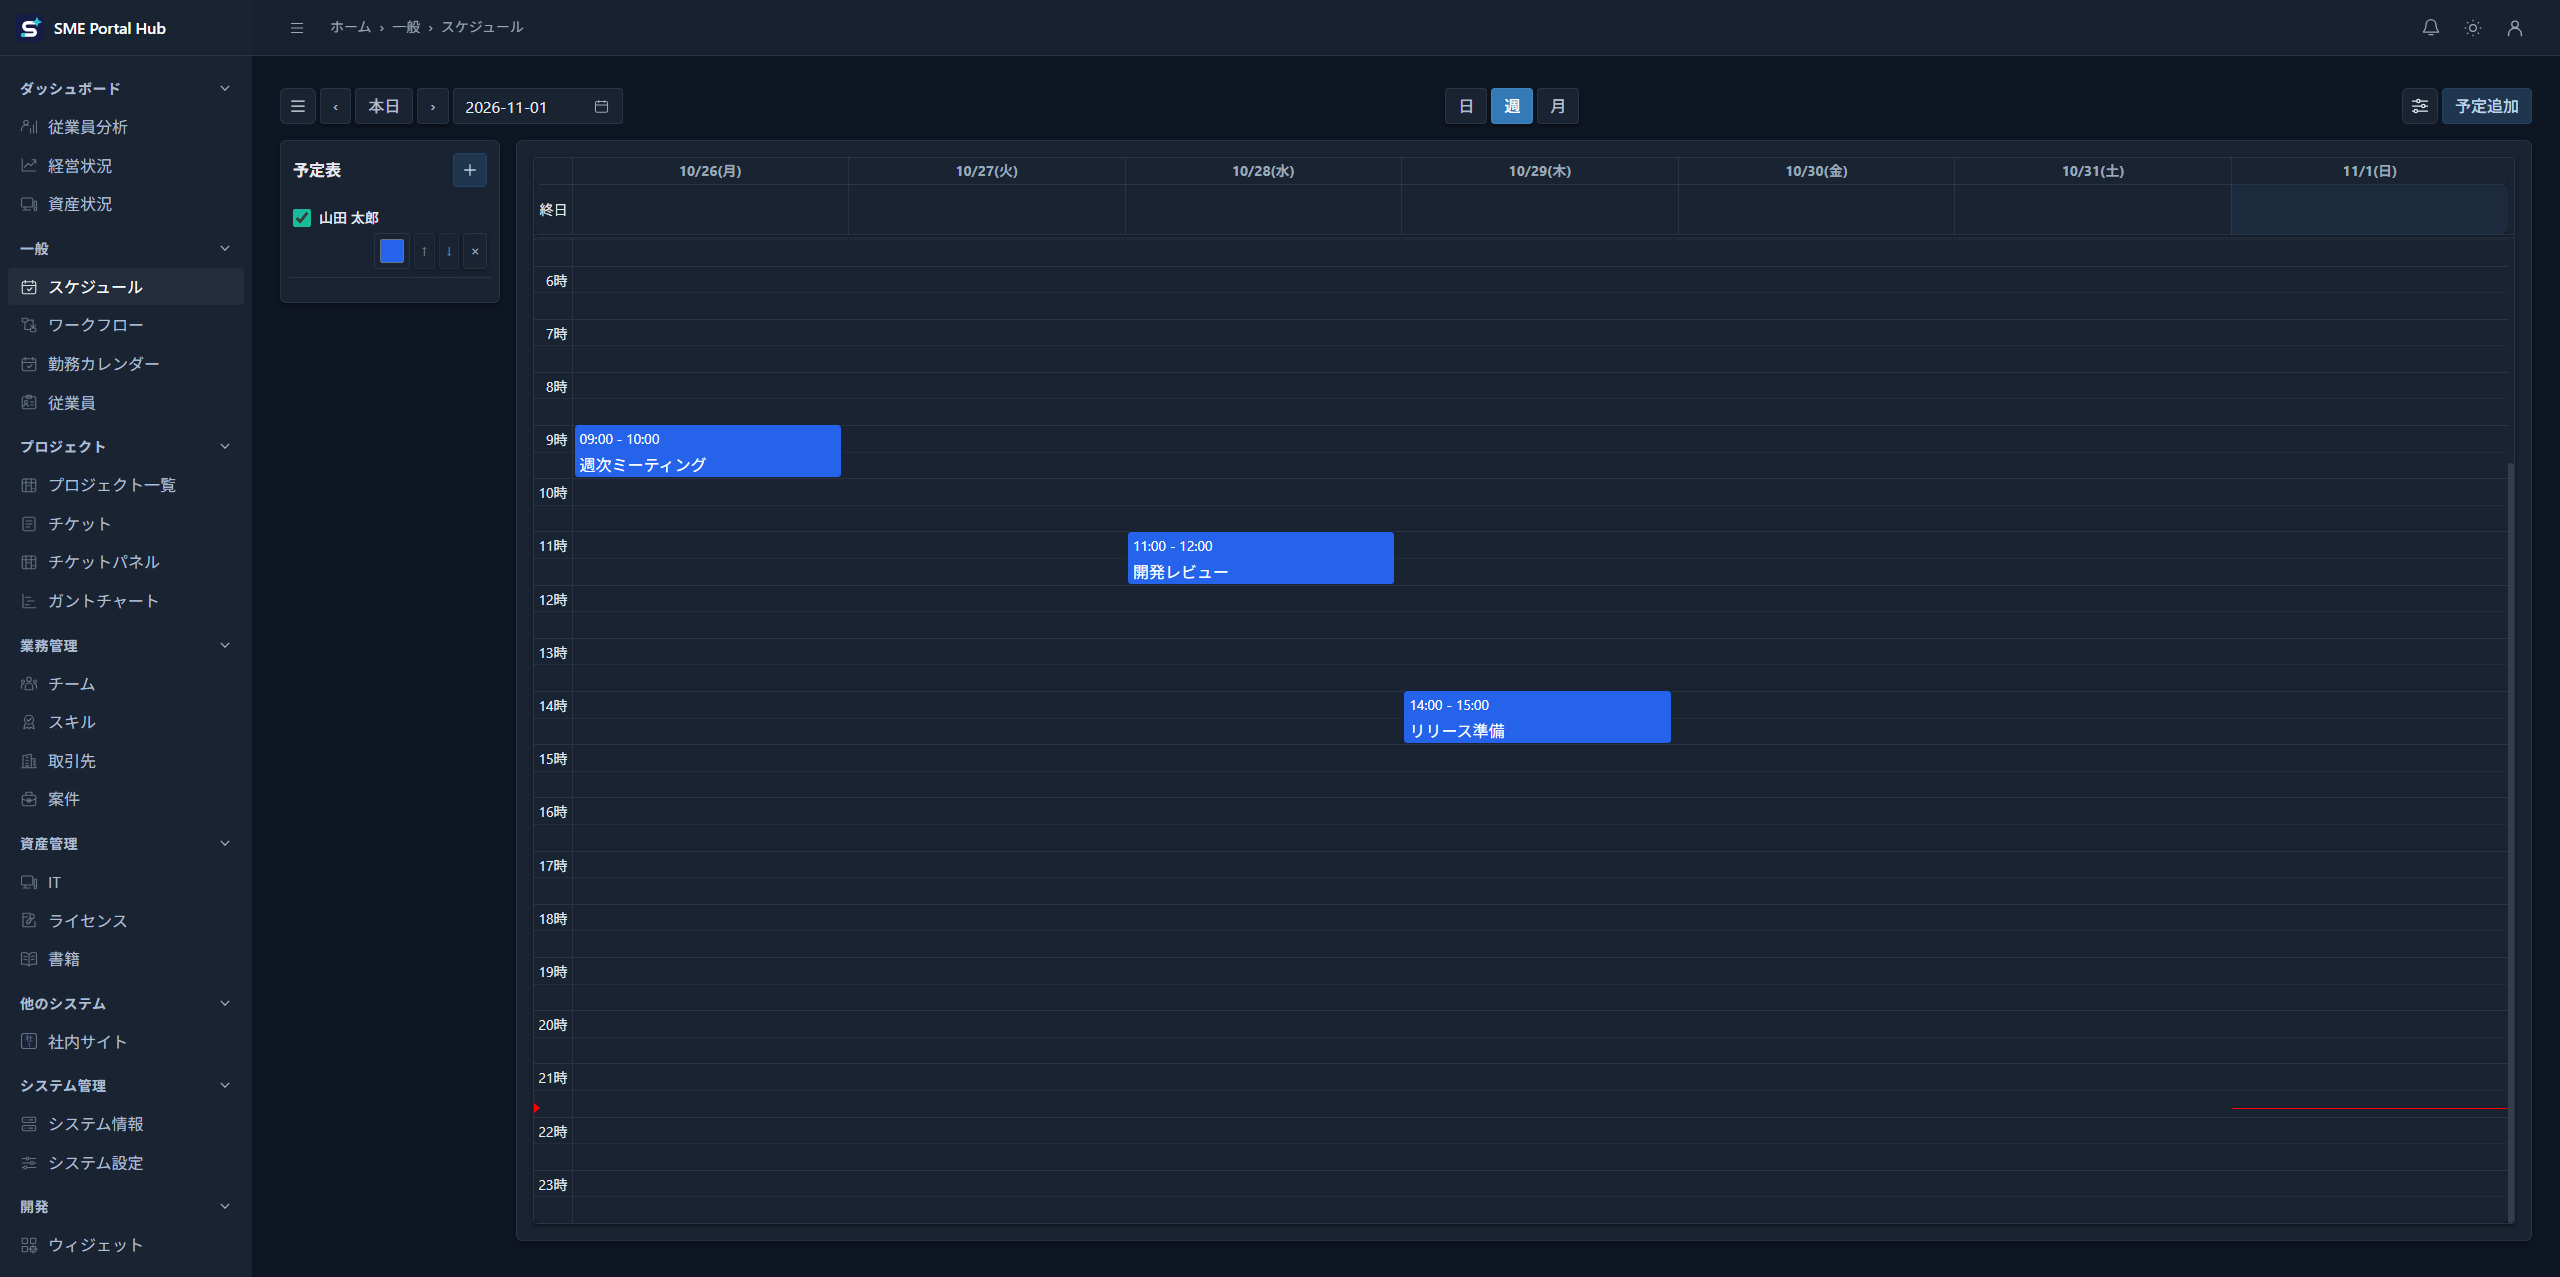 SME Portal Hub
ホーム › 一般 › スケジュール
ダッシュボード
従業員分析
経営状況
資産状況
一般
スケジュール
ワークフロー
勤務カレンダー
従業員
プロジェクト
プロジェクト一覧
チケット
チケットパネル
ガントチャート
業務管理
チーム
スキル
取引先
案件
資産管理
IT
ライセンス
書籍
他のシステム
社内サイト
システム管理
システム情報
システム設定
開発
ウィジェット
‹ 本日 › 2026-11-01
日 週 月
予定追加
予定表 +
山田 太郎
↑ ↓ ×
10/26(月) 10/27(火) 10/28(水) 10/29(木) 10/30(金) 10/31(土) 11/1(日)
終日
6時
7時
8時
9時
09:00 - 10:00
週次ミーティング
10時
11時
11:00 - 12:00
開発レビュー
12時
13時
14時
14:00 - 15:00
リリース準備
15時
16時
17時
18時
19時
20時
21時
22時
23時